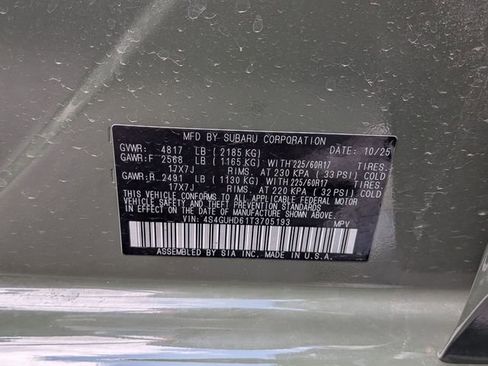 MFD BY SUBARU CORPORATION
GVWR: 4817 LB (2185 KG) DATE: 10/25
GAWR:F 2568 LB (1165 KG) WITH 225/60R17 TIRES.
17X7J RIMS. AT 230 KPA (33 PSI) COLD
GAWR:R 2491 LB (1130 KG) WITH 225/60R17 TIRES.
17X7J RIMS. AT 220 KPA (32 PSI) COLD
THIS VEHICLE CONFORMS TO ALL APPLICABLE FEDERAL MOTOR
VEHICLE SAFETY AND THEFT PREVENTION STANDARDS IN
EFFECT ON THE DATE OF MANUFACTURE SHOWN ABOVE.
VIN: 4S4GUHD61T3705193 MPV
ASSEMBLED BY SIA INC. MADE IN U.S.A.